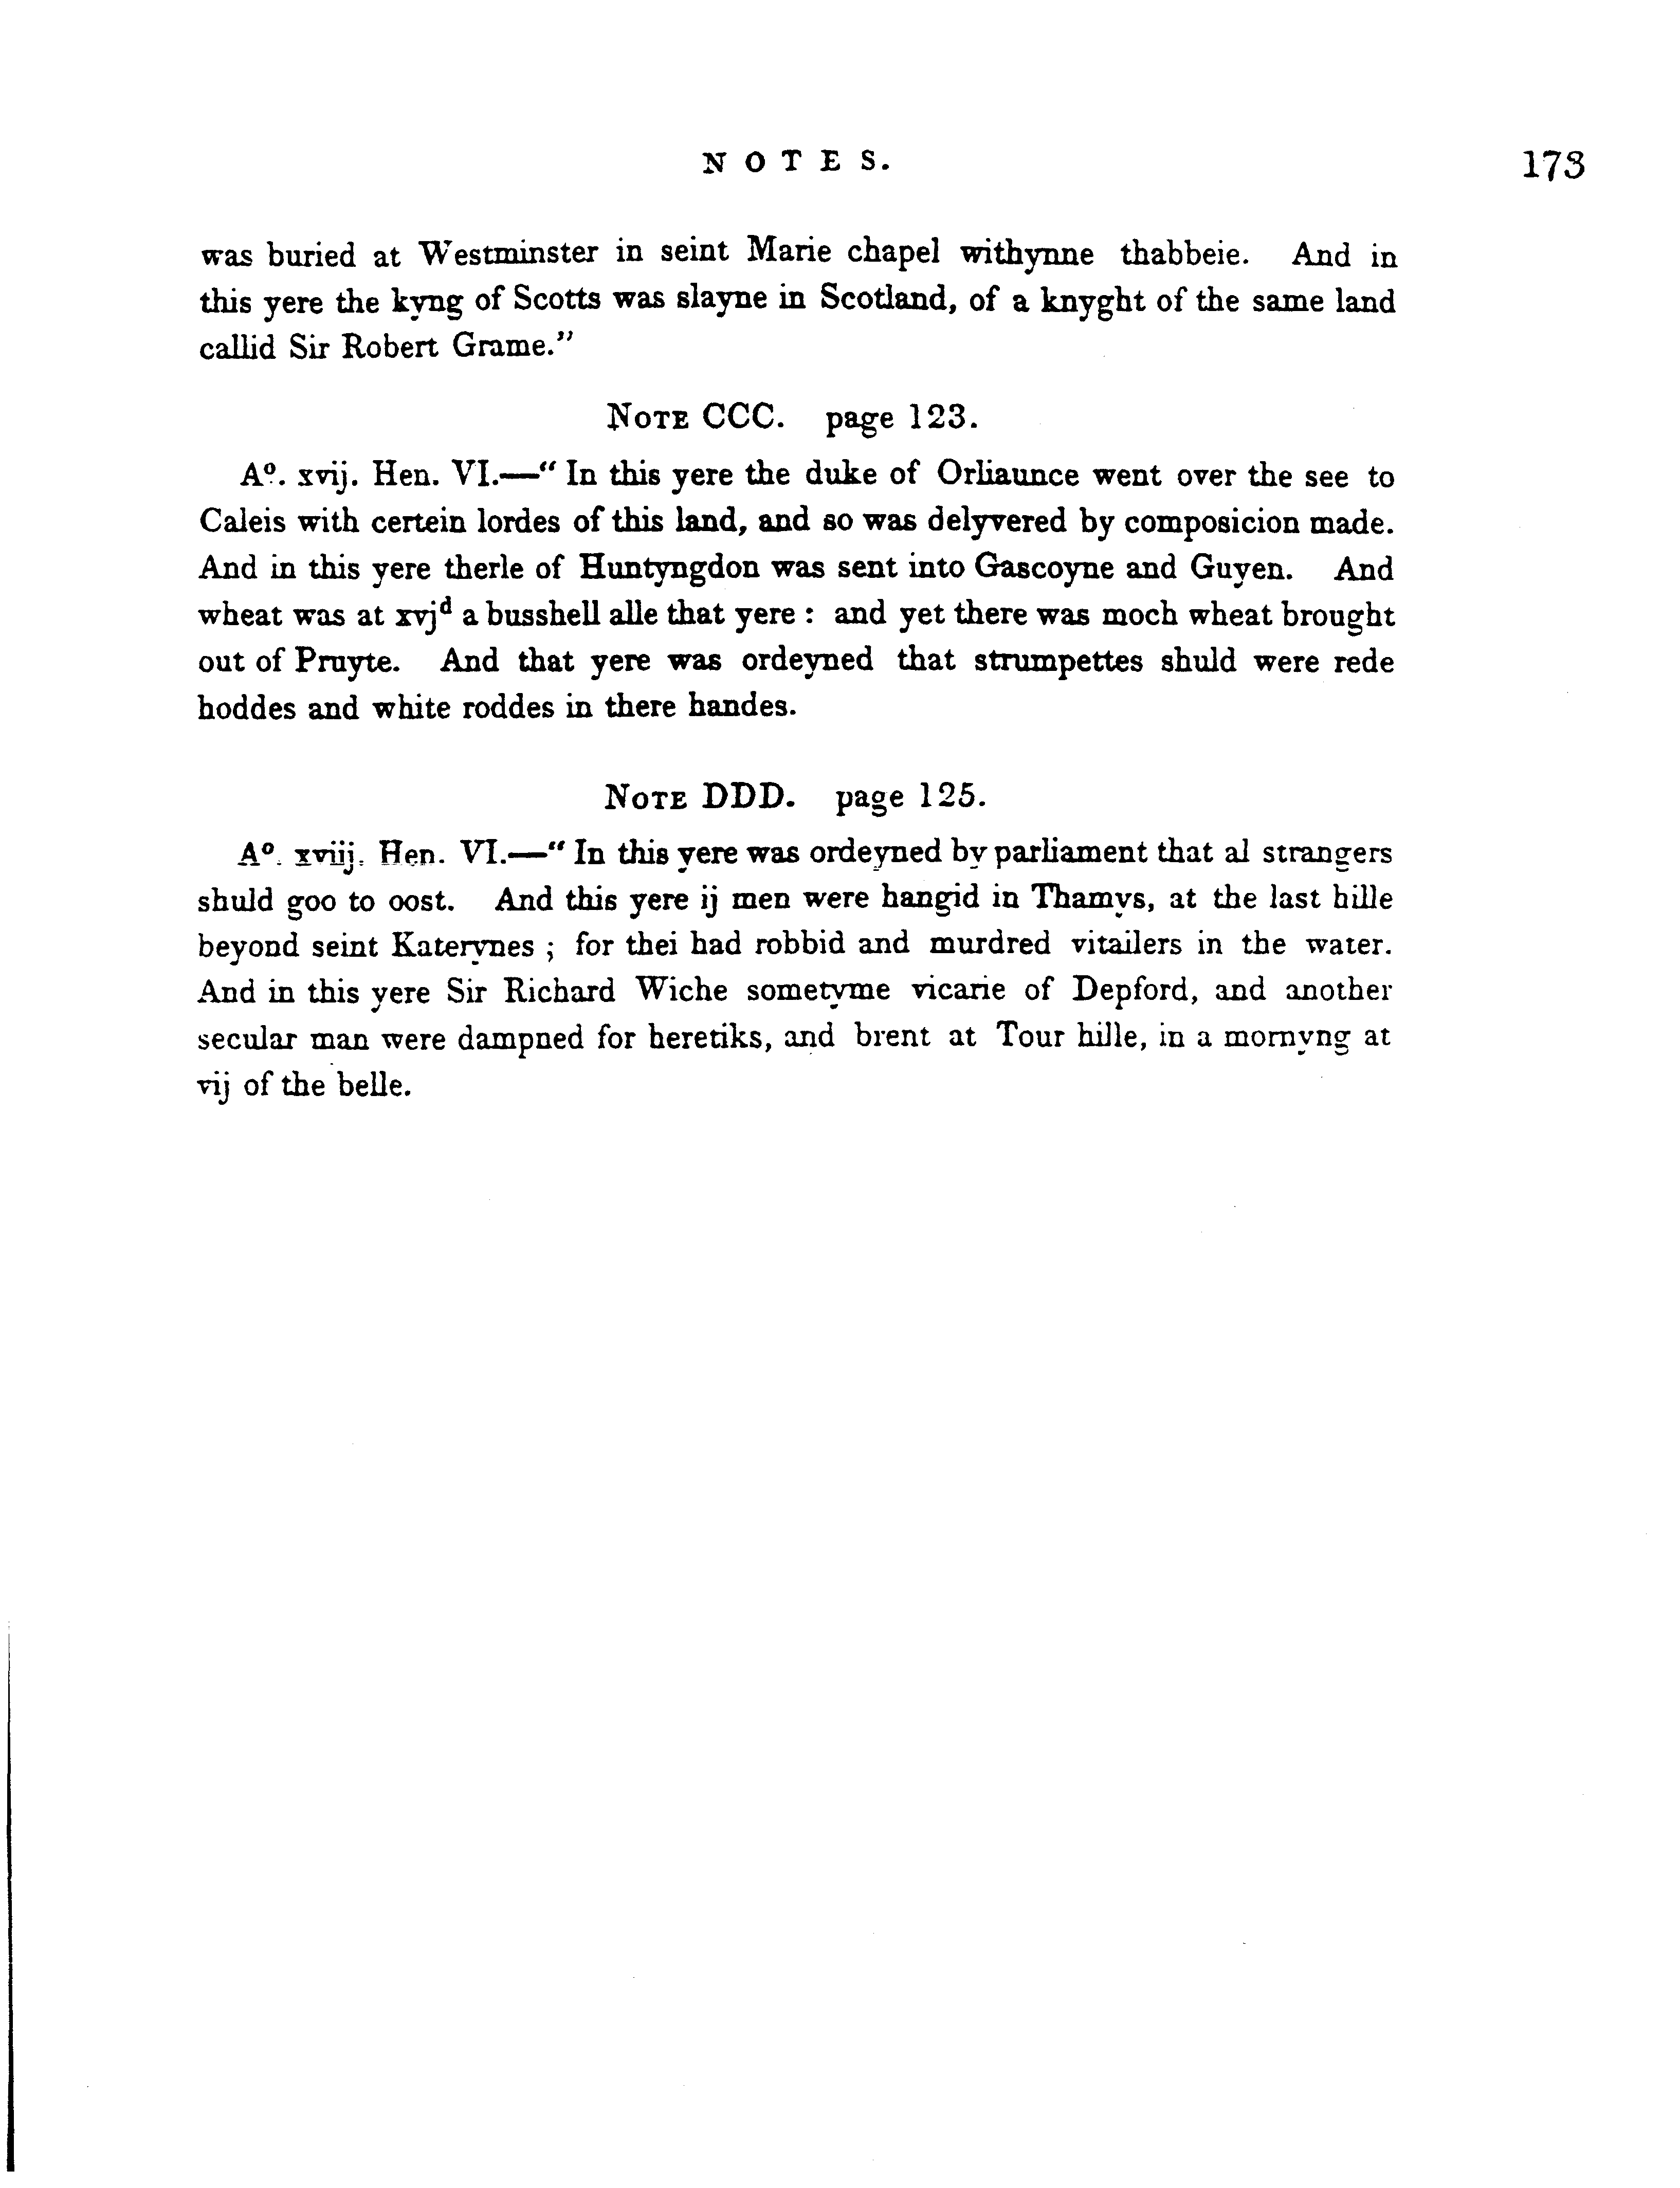 NOTES. 173
was buried at Westminster in seint Marie chapel withynne thabbeie. And in
this yere the kyng of Scotts was slayne in Scotland, of a knyght of the same land
callid Sir Robert Grame.”
NOTE CCC. page 123.
Aº. xvij. Hen. VI.—“ In this yere the duke of Orliaunce went over the see to
Caleis with certein lordes of this land, and so was delyvered by composicion made.
And in this yere therle of Huntyngdon was sent into Gascoyne and Guyen. And
wheat was at xvjᵈ a busshell alle that yere : and yet there was moch wheat brought
out of Pruyte. And that yere was ordeyned that strumpettes shuld were rede
hoddes and white roddes in there handes.
NOTE DDD. page 125.
Aº. xviij. Hen. VI.—“ In this yere was ordeyned by parliament that al strangers
shuld goo to oost. And this yere ij men were hangid in Thamys, at the last hille
beyond seint Katerynes ; for thei had robbid and murdred vitailers in the water.
And in this yere Sir Richard Wiche sometyme vicarie of Depford, and another
secular man were dampned for heretiks, and brent at Tour hille, in a mornyng at
vij of the belle.